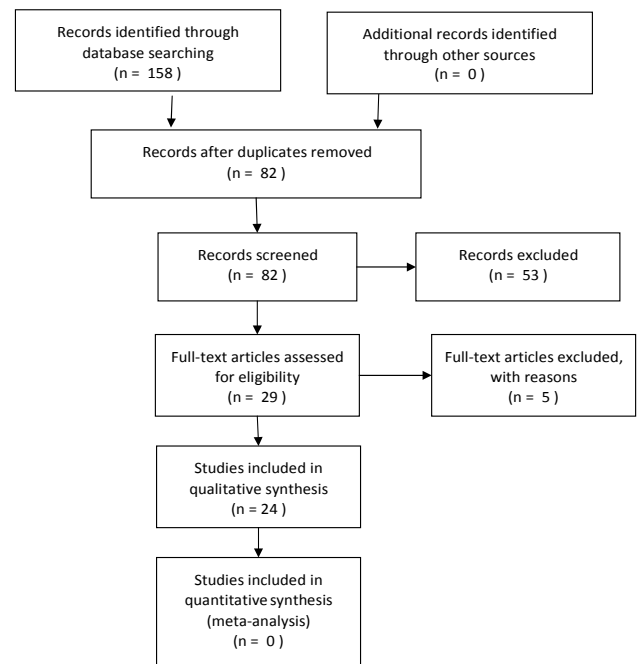 Records identified through
database searching
(n = 158 )
Additional records identified
through other sources
(n = 0 )
Records after duplicates removed
(n = 82 )
Records screened
(n = 82 )
Records excluded
(n = 53 )
Full-text articles assessed
for eligibility
(n = 29 )
Full-text articles excluded,
with reasons
(n = 5 )
Studies included in
qualitative synthesis
(n = 24 )
Studies included in
quantitative synthesis
(meta-analysis)
(n = 0 )